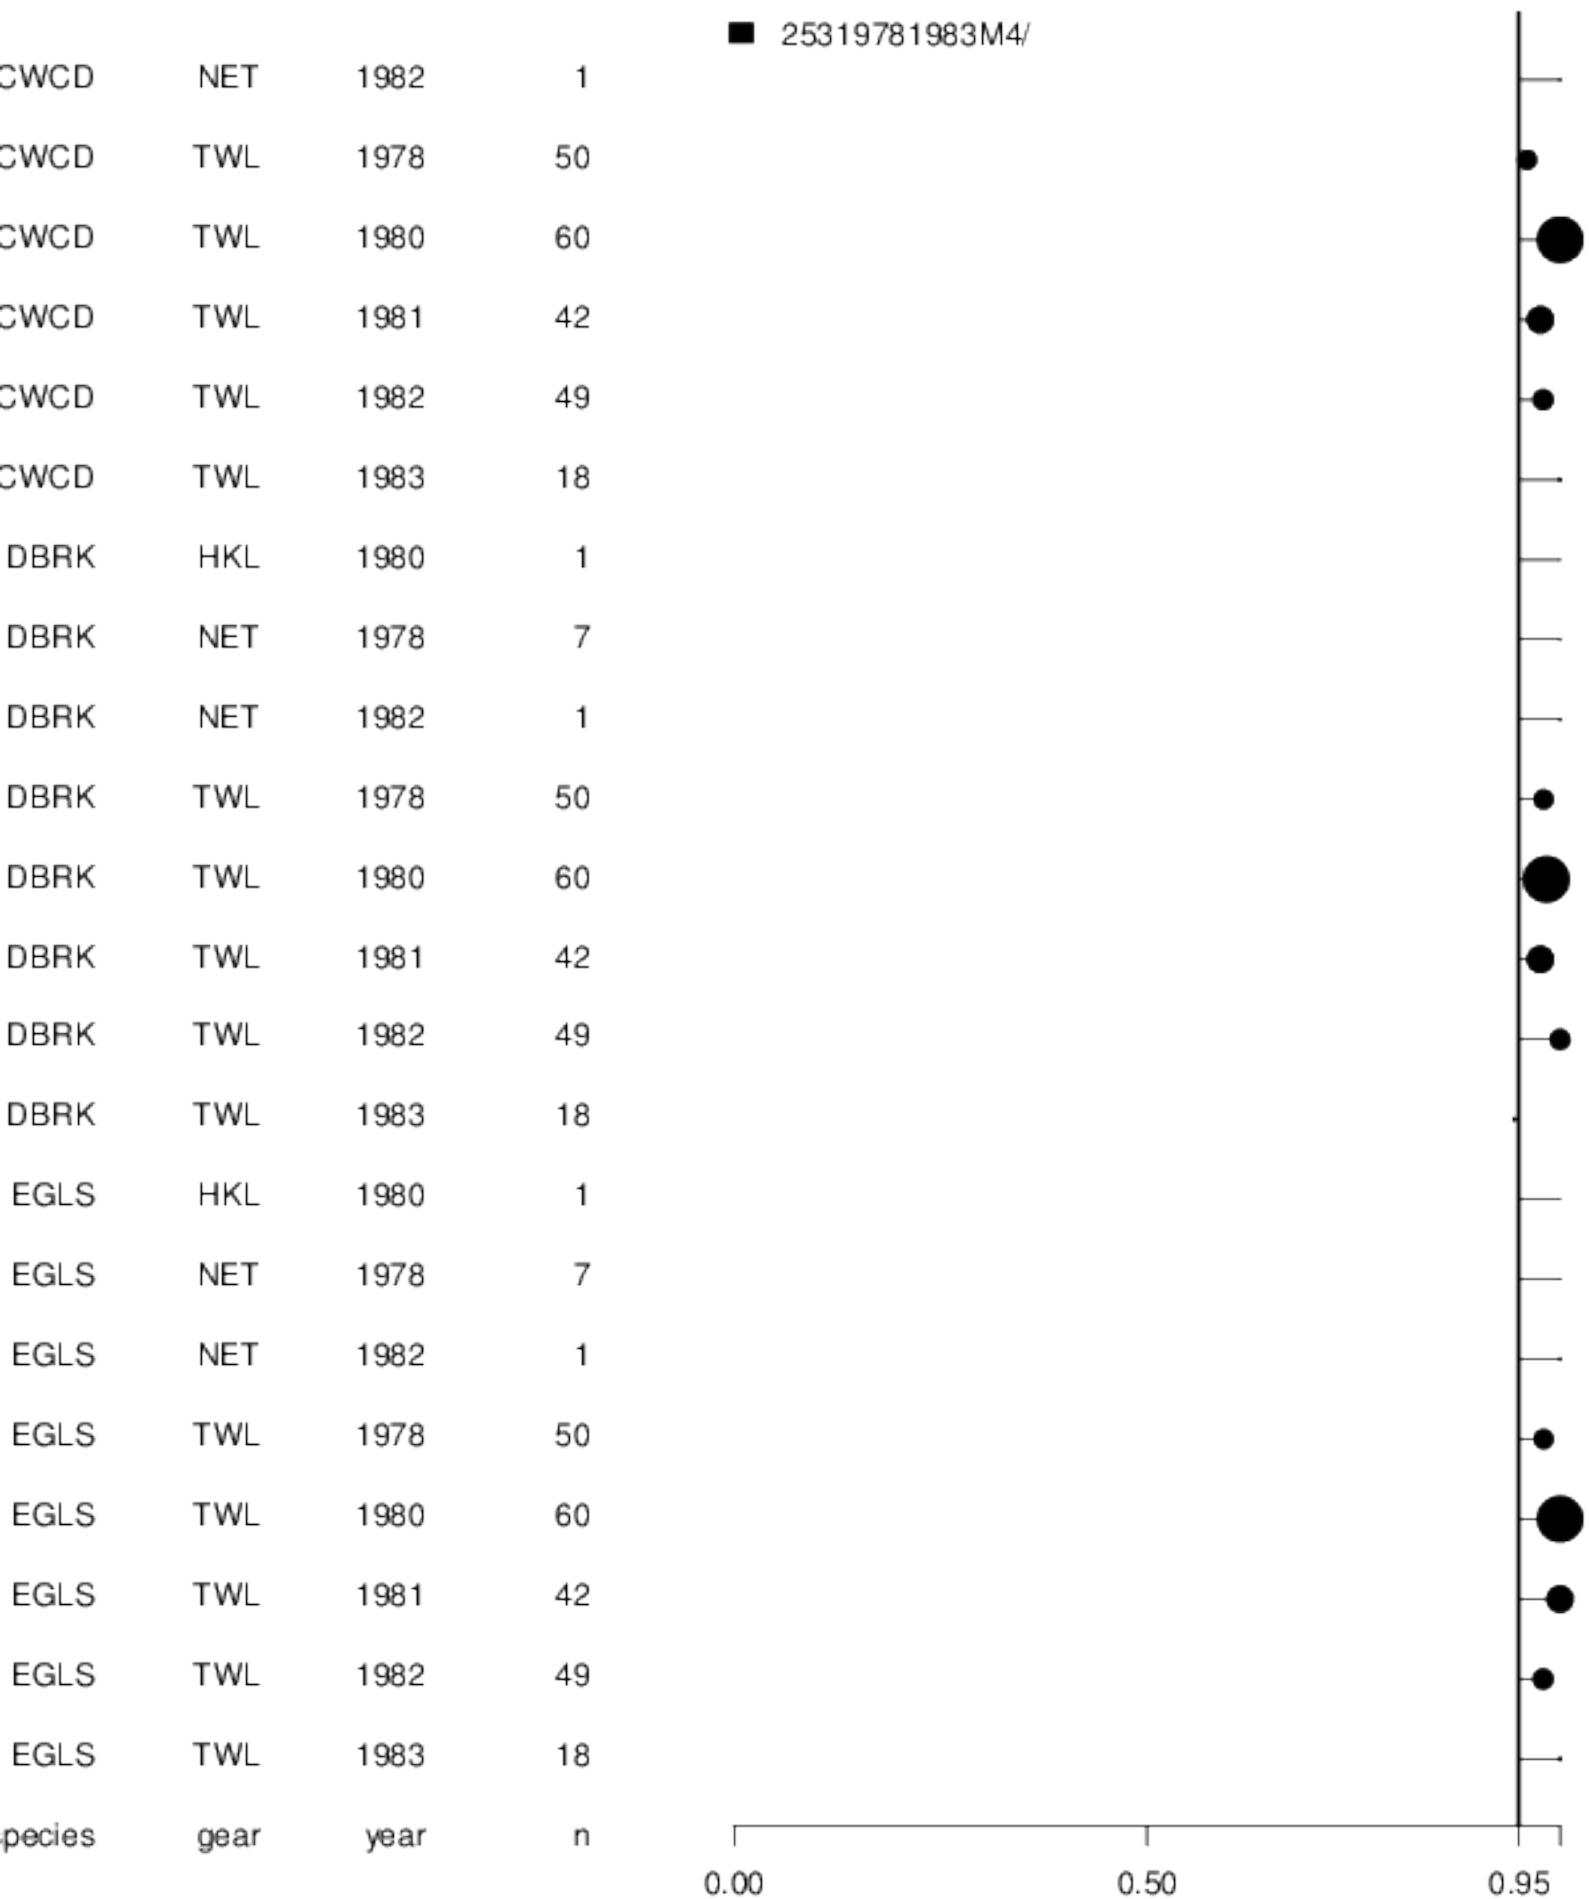 25319781983M4/
CWCD NET 1982 1
CWCD TWL 1978 50
CWCD TWL 1980 60
CWCD TWL 1981 42
CWCD TWL 1982 49
CWCD TWL 1983 18
DBRK HKL 1980 1
DBRK NET 1978 7
DBRK NET 1982 1
DBRK TWL 1978 50
DBRK TWL 1980 60
DBRK TWL 1981 42
DBRK TWL 1982 49
DBRK TWL 1983 18
EGLS HKL 1980 1
EGLS NET 1978 7
EGLS NET 1982 1
EGLS TWL 1978 50
EGLS TWL 1980 60
EGLS TWL 1981 42
EGLS TWL 1982 49
EGLS TWL 1983 18
pecies gear year n
0.00 0.50 0.95